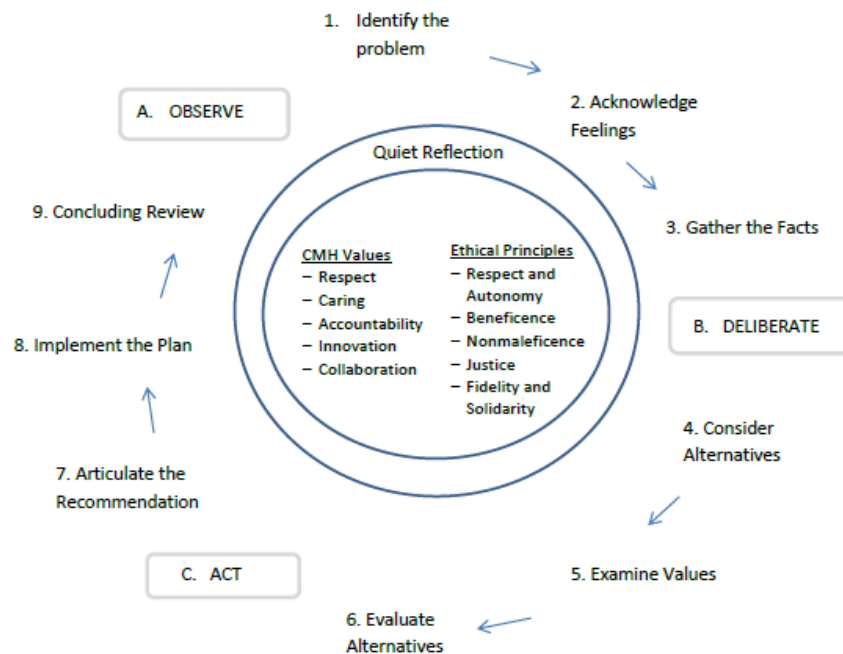 1. Identify the
problem
2. Acknowledge
Feelings
A. OBSERVE
Quiet Reflection
9. Concluding Review
3. Gather the Facts
CMH Values
– Respect
– Caring
– Accountability
– Innovation
– Collaboration
Ethical Principles
– Respect and
Autonomy
– Beneficence
– Nonmaleficence
– Justice
– Fidelity and
Solidarity
B. DELIBERATE
8. Implement the Plan
4. Consider
Alternatives
7. Articulate the
Recommendation
C. ACT
5. Examine Values
6. Evaluate
Alternatives